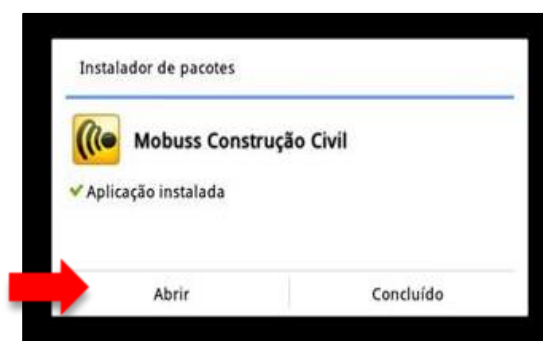 Instalador de pacotes
Mobuss Construção Civil
Aplicação instalada
Abrir
Concluído